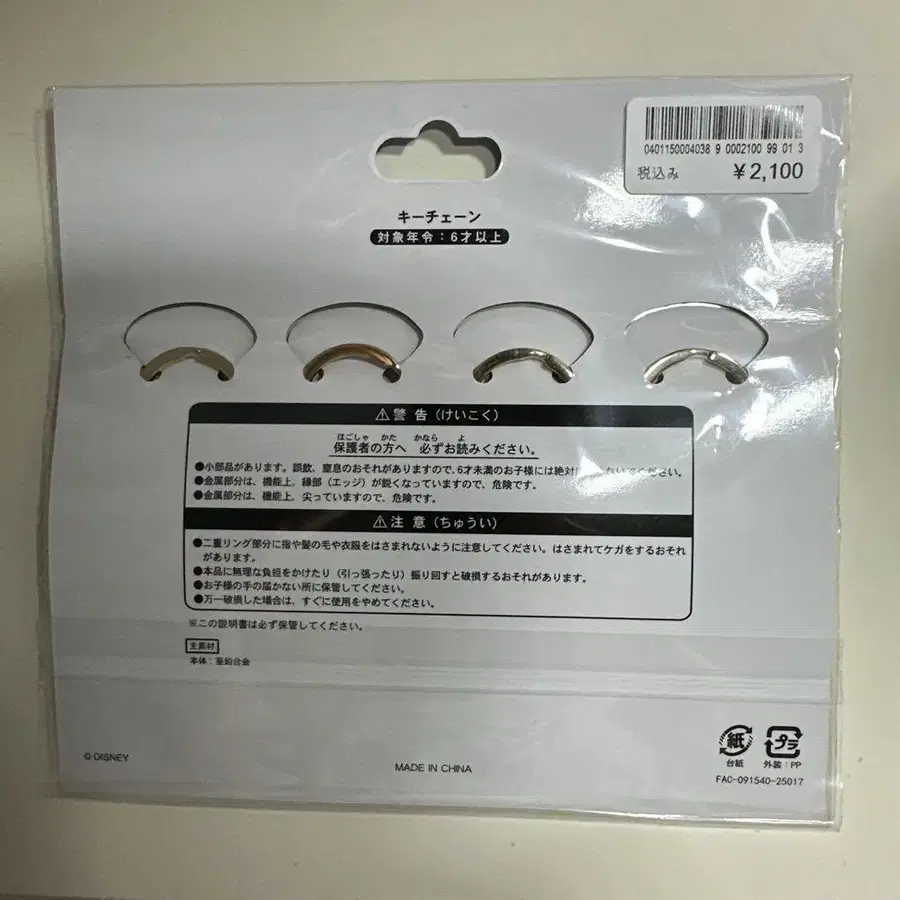 0401150004038 9 0002100 99 01 3
税込み ￥2,100
キーチェーン
対象年令：6才以上
⚠警告（けいこく）
ほごしゃ かた かなら よ
保護者の方へ 必ずお読みください。
●小部品があります。誤飲、窒息のおそれがありますので、6才未満のお子様には絶対に ないでください。
●金属部分は、機能上、縁部（エッジ）が鋭くなっていますので、危険です。
●金属部分は、機能上、尖っていますので、危険です。
⚠注意（ちゅうい）
●二重リング部分に指や髪の毛や衣服をはさまれないように注意してください。はさまれてケガをするおそれ
があります。
●本品に無理な負担をかけたり（引っ張ったり）振り回すと破損するおそれがあります。
●お子様の手の届かない所に保管してください。
●万一破損した場合は、すぐに使用をやめてください。
※この説明書は必ず保管してください。
主素材
本体：亜鉛合金
紙
台紙
プラ
外装：PP
© DISNEY
MADE IN CHINA
FAC-091540-25017